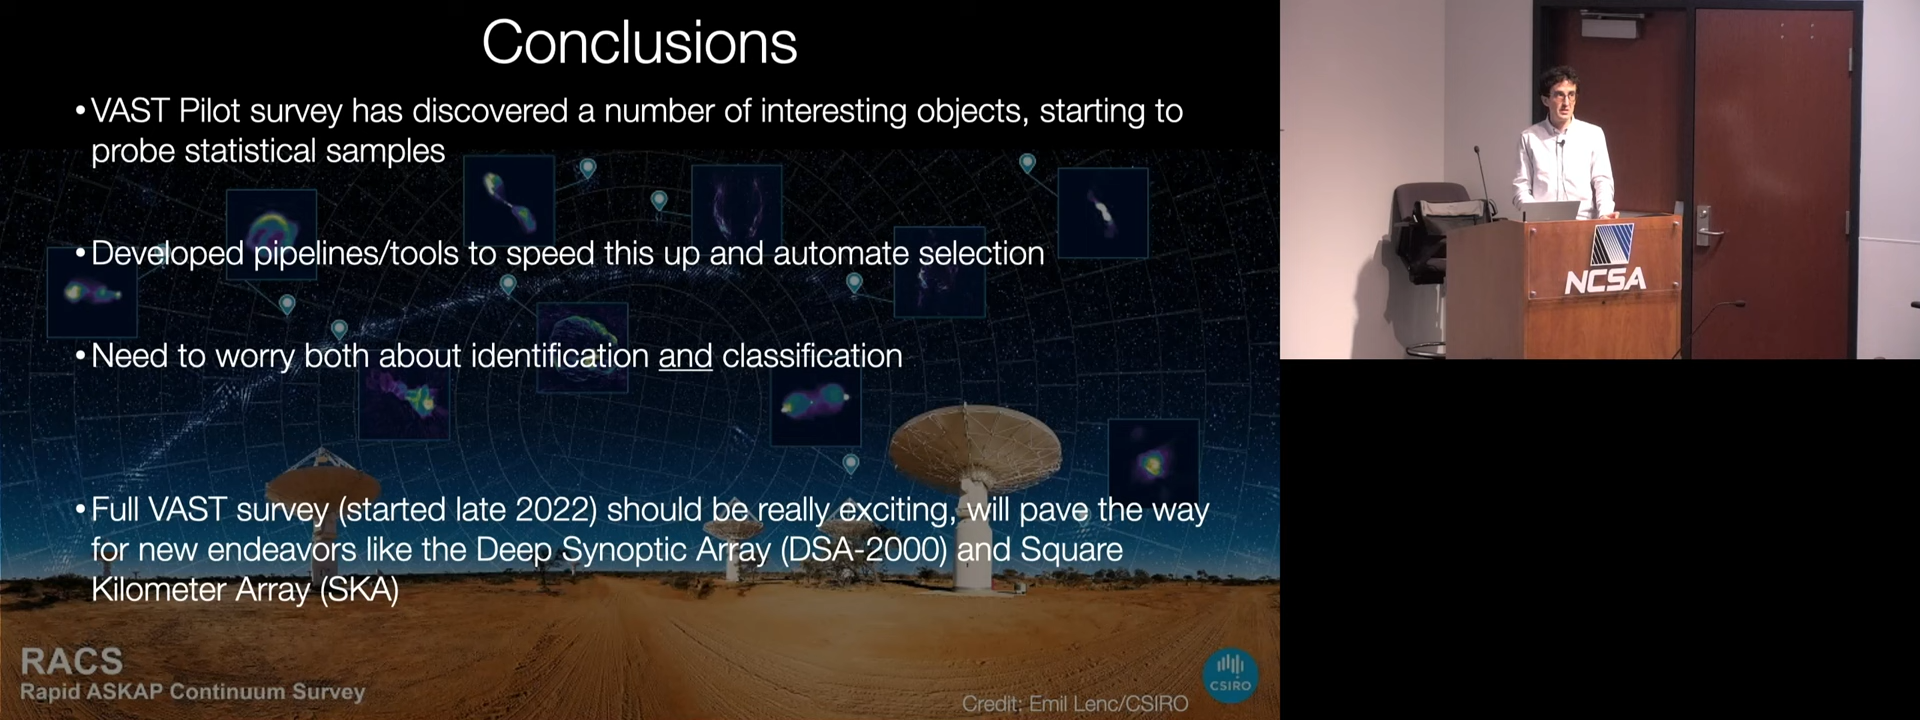 Conclusions
•VAST Pilot survey has discovered a number of interesting objects, starting to
probe statistical samples
•Developed pipelines/tools to speed this up and automate selection
•Need to worry both about identification and classification
•Full VAST survey (started late 2022) should be really exciting, will pave the way
for new endeavors like the Deep Synoptic Array (DSA-2000) and Square
Kilometer Array (SKA)
RACS
Rapid ASKAP Continuum Survey
Credit: Emil Lenc/CSIRO
CSIRO
NCSA